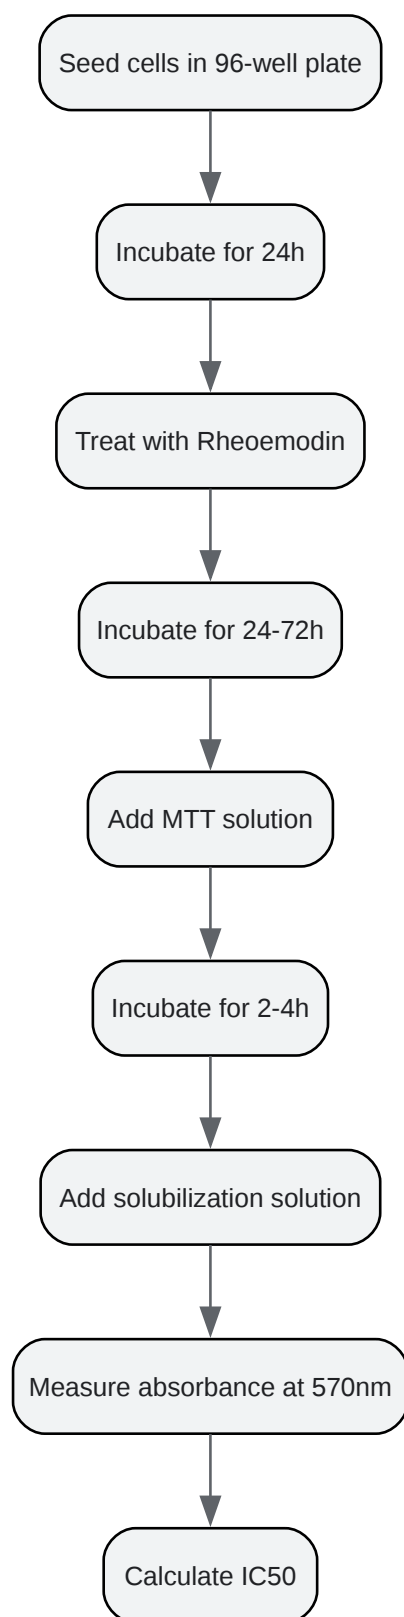 Seed cells in 96-well plate
Incubate for 24h
Treat with Rheoemodin
Incubate for 24-72h
Add MTT solution
Incubate for 2-4h
Add solubilization solution
Measure absorbance at 570nm
Calculate IC50